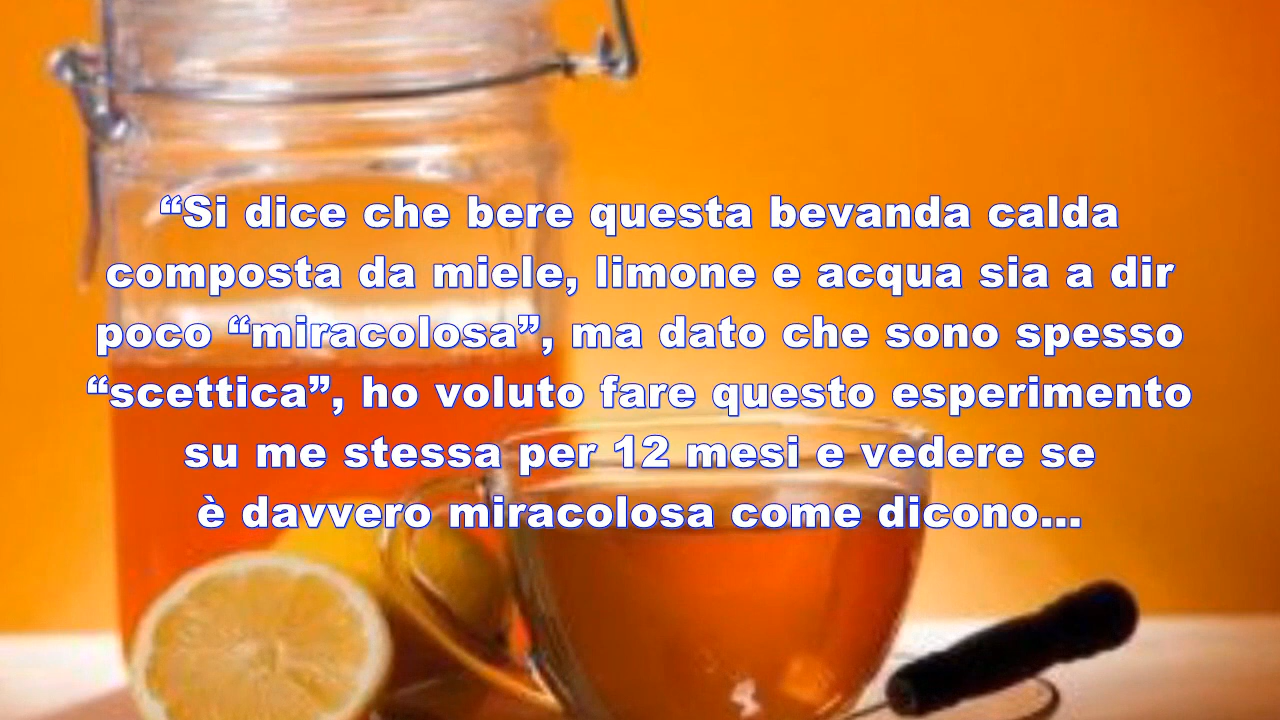 “Si dice che bere questa bevanda calda
composta da miele, limone e acqua sia a dir
poco “miracolosa”, ma dato che sono spesso
“scettica”, ho voluto fare questo esperimento
su me stessa per 12 mesi e vedere se
è davvero miracolosa come dicono...